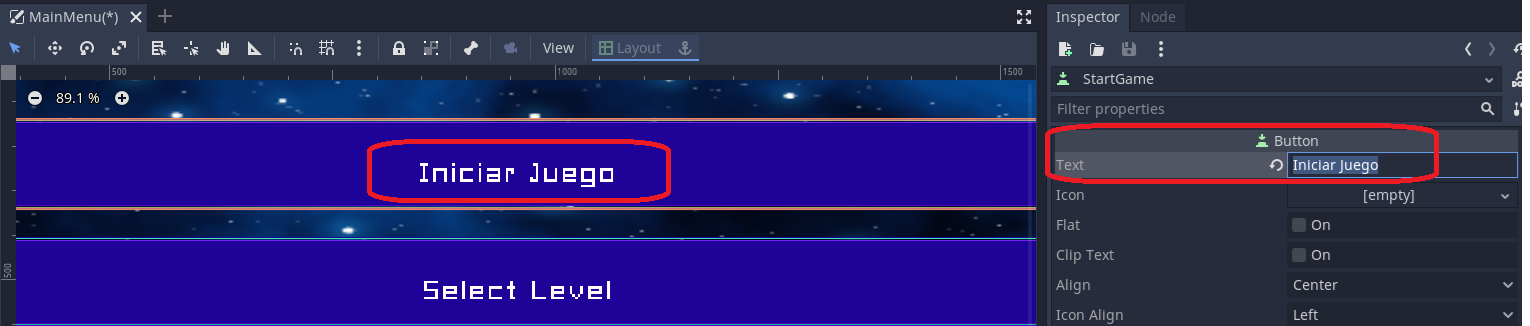 MainMenu(*)
View
Layout
500
1000
1500
89.1 %
500
Iniciar Juego
Select Level
Inspector
Node
StartGame
Filter properties
Button
Text Iniciar Juego
Icon [empty]
Flat On
Clip Text On
Align Center
Icon Align Left